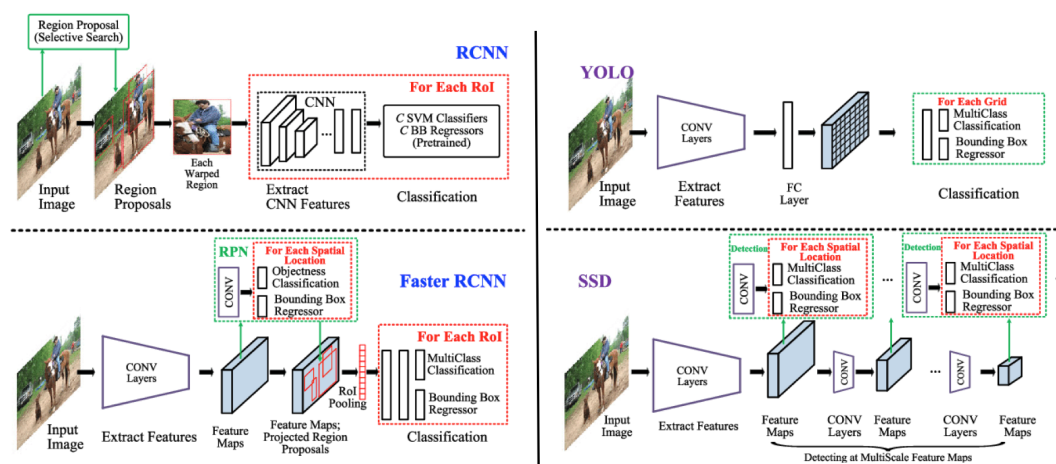 Region Proposal
(Selective Search)
RCNN
For Each RoI
CNN
...
C SVM Classifiers
C BB Regressors
(Pretrained)
Each
Warped
Region
Input
Image
Region
Proposals
Extract
CNN Features
Classification
YOLO
CONV
Layers
For Each Grid
MultiClass
Classification
Bounding Box
Regressor
Input
Image
Extract
Features
FC
Layer
Classification
RPN
For Each Spatial
Location
CONV
Objectness
Classification
Bounding Box
Regressor
Faster RCNN
For Each RoI
CONV
Layers
MultiClass
Classification
Bounding Box
Regressor
RoI
Pooling
Input
Image
Extract Features
Feature
Maps
Feature Maps;
Projected Region
Proposals
Classification
SSD
Detection
For Each Spatial
Location
CONV
MultiClass
Classification
Bounding Box
Regressor
...
Detection
For Each Spatial
Location
CONV
MultiClass
Classification
Bounding Box
Regressor
CONV
Layers
CONV
...
CONV
Input
Image
Extract Features
Feature
Maps
CONV
Layers
Feature
Maps
CONV
Layers
Feature
Maps
Detecting at MultiScale Feature Maps